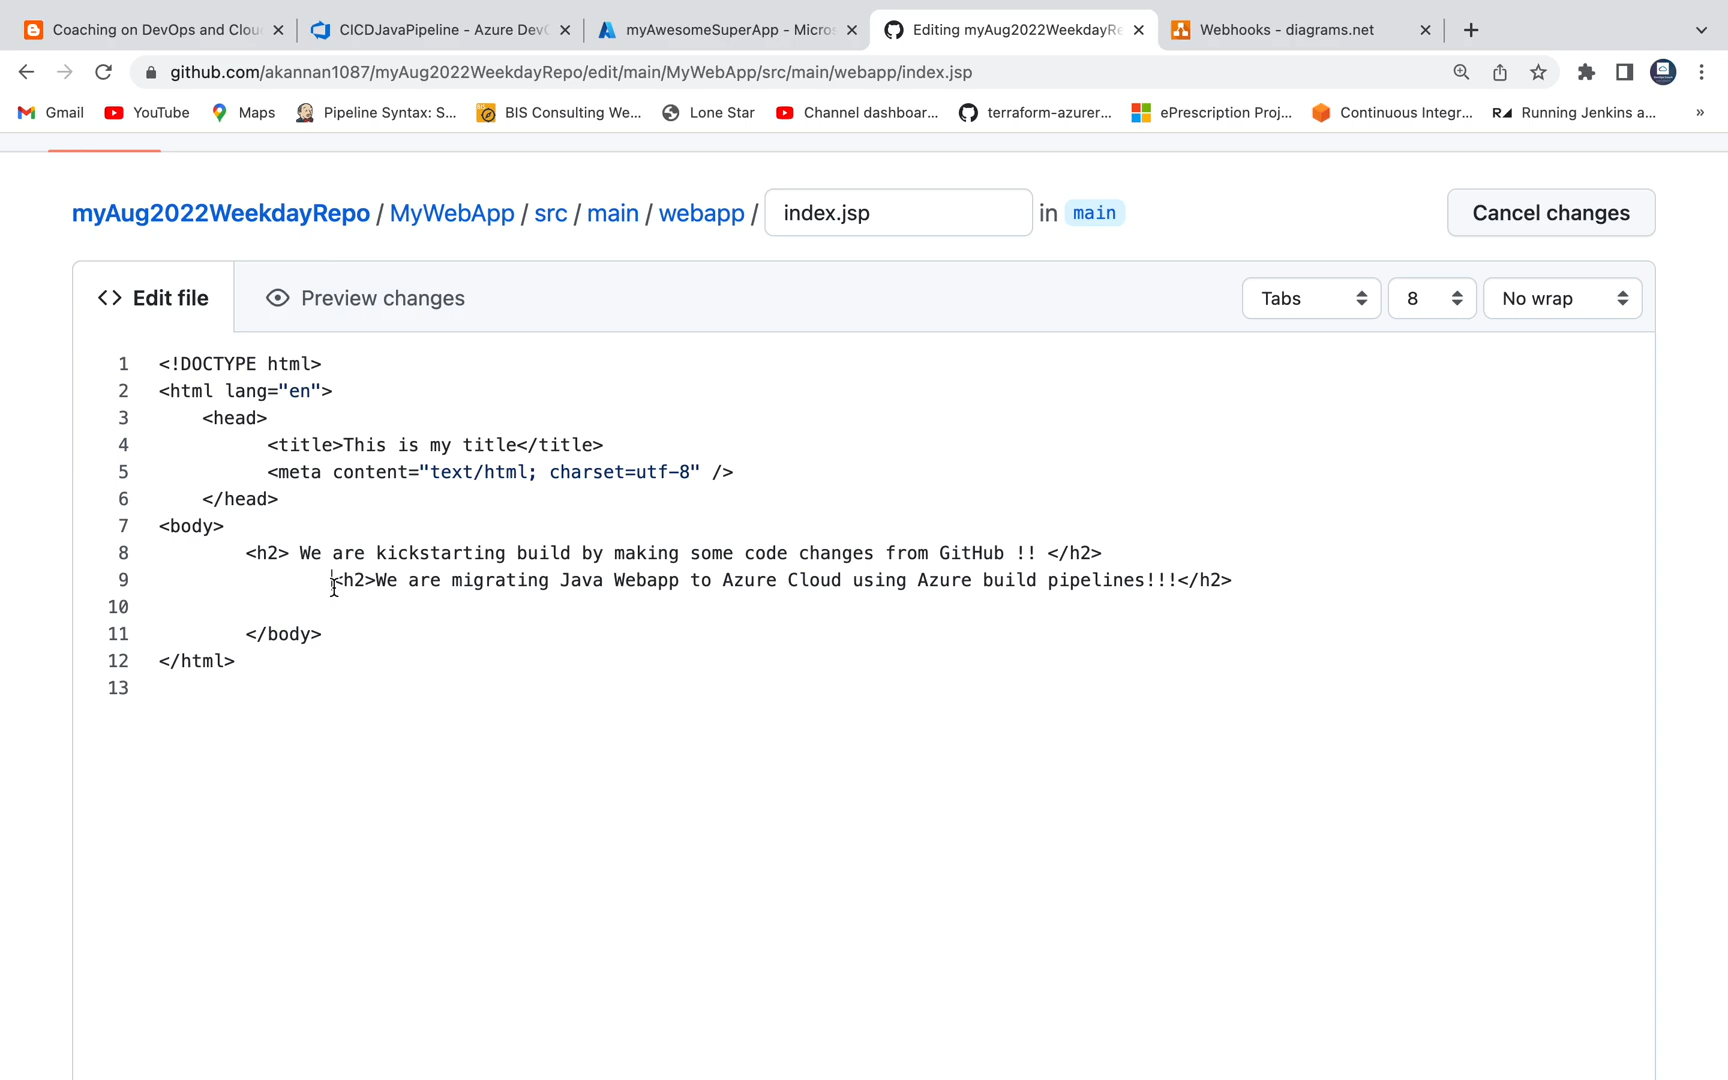 Coaching on DevOps and Clou
CICDJavaPipeline - Azure Dev
myAwesomeSuperApp - Micros
Editing myAug2022WeekdayRe
Webhooks - diagrams.net
github.com/akannan1087/myAug2022WeekdayRepo/edit/main/MyWebApp/src/main/webapp/index.jsp
Gmail
YouTube
Maps
Pipeline Syntax: S...
BIS Consulting We...
Lone Star
Channel dashboar...
terraform-azurer...
ePrescription Proj...
Continuous Integr...
Running Jenkins a...
»
myAug2022WeekdayRepo / MyWebApp / src / main / webapp / index.jsp in main
Cancel changes
<> Edit file
Preview changes
Tabs
8
No wrap
1 <!DOCTYPE html>
2 <html lang="en">
3 <head>
4 <title>This is my title</title>
5 <meta content="text/html; charset=utf-8" />
6 </head>
7 <body>
8 <h2> We are kickstarting build by making some code changes from GitHub !! </h2>
9 <h2>We are migrating Java Webapp to Azure Cloud using Azure build pipelines!!!</h2>
10
11 </body>
12 </html>
13